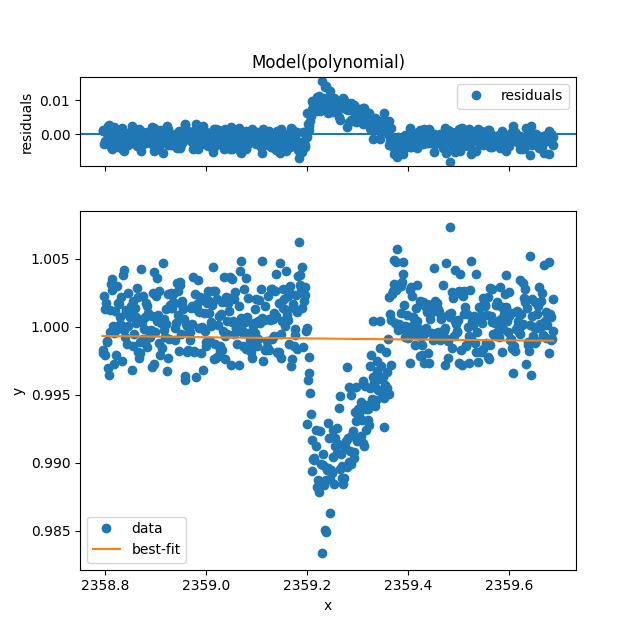 Model(polynomial)
residuals
0.01
0.00
residuals
1.005
1.000
0.995
0.990
0.985
y
data
best-fit
2358.8 2359.0 2359.2 2359.4 2359.6
x